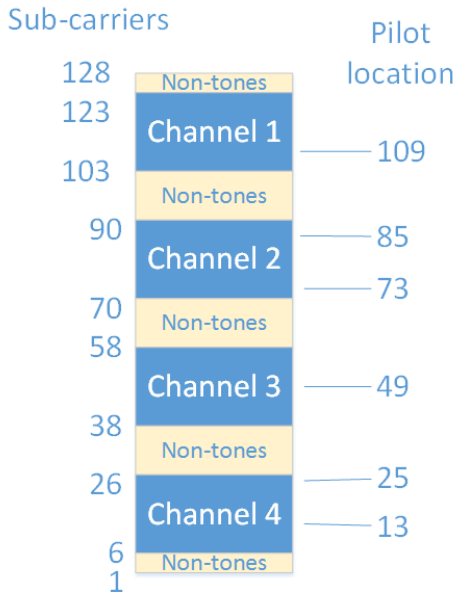 Sub-carriers
Pilot
location
128
Non-tones
123
Channel 1
109
103
Non-tones
90
85
Channel 2
73
70
Non-tones
58
Channel 3
49
38
Non-tones
26
25
Channel 4
13
6
Non-tones
1